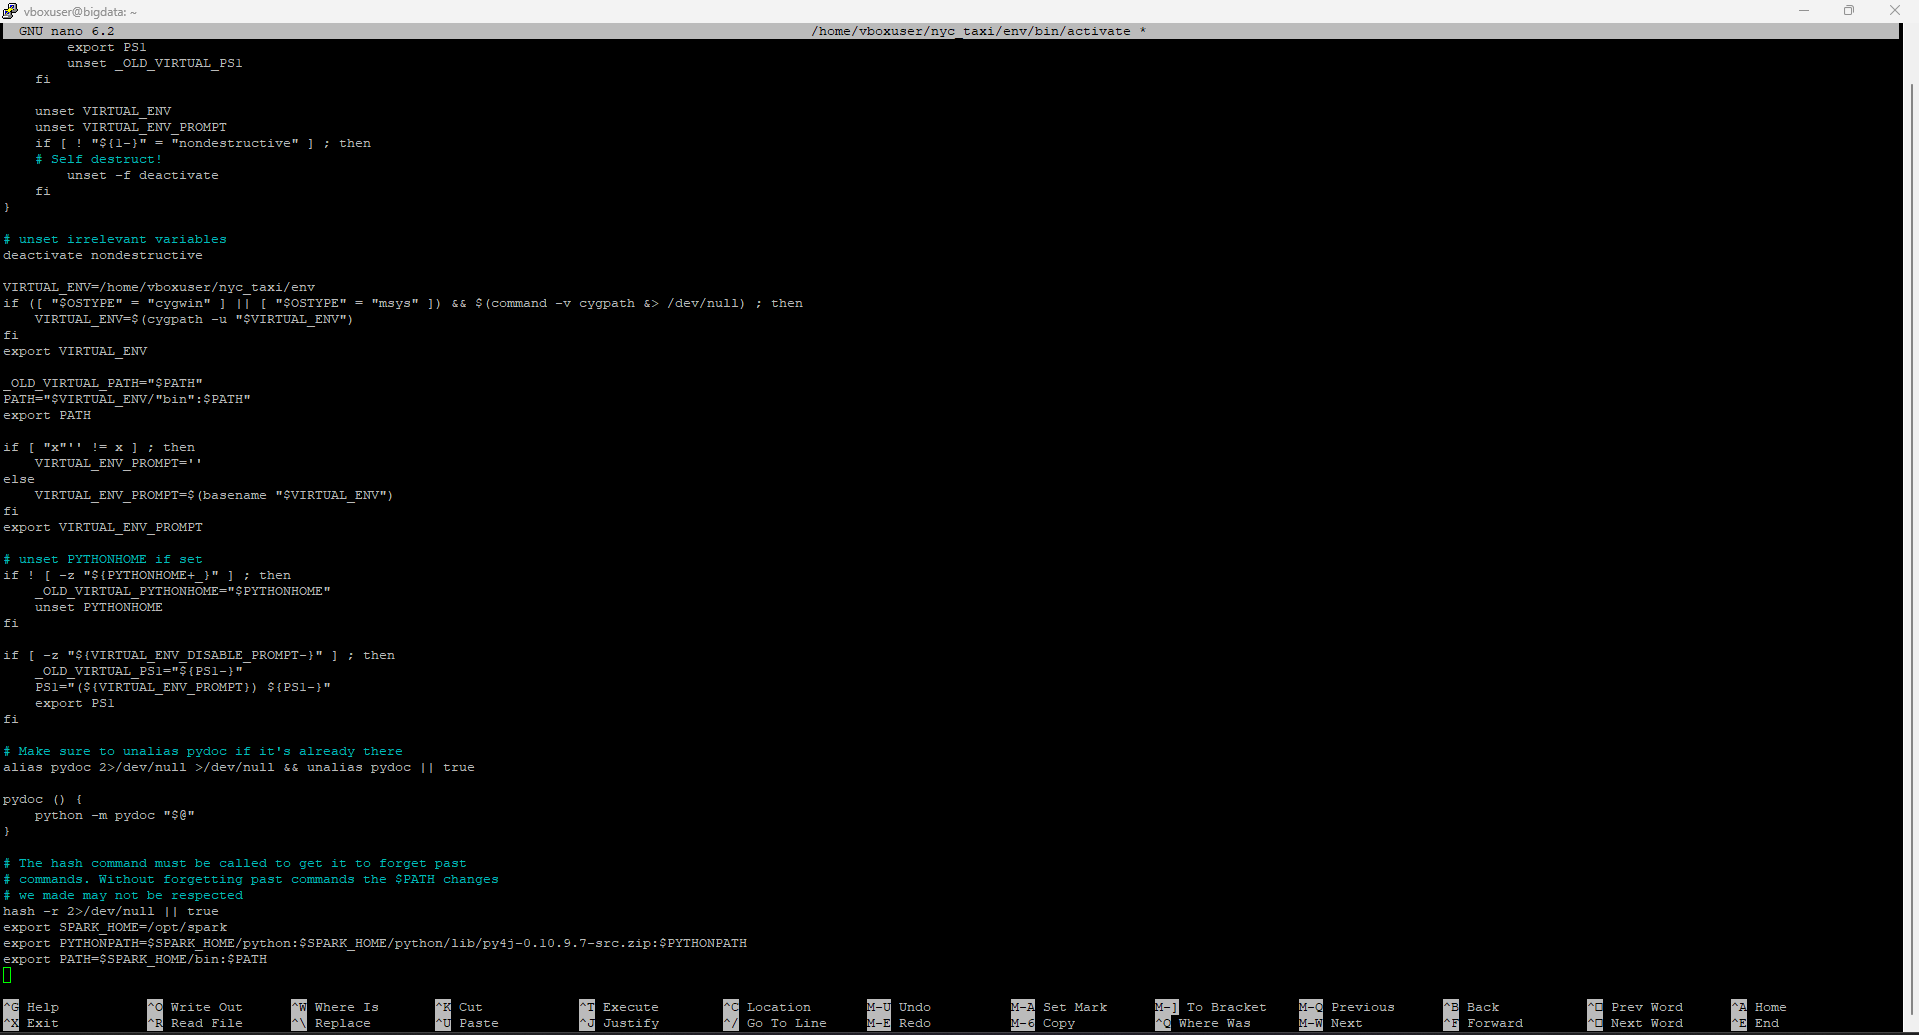 vboxuser@bigdata: ~
GNU nano 6.2 /home/vboxuser/nyc_taxi/env/bin/activate *
        export PS1
        unset _OLD_VIRTUAL_PS1
    fi

    unset VIRTUAL_ENV
    unset VIRTUAL_ENV_PROMPT
    if [ ! "${1-}" = "nondestructive" ] ; then
    # Self destruct!
        unset -f deactivate
    fi
}

# unset irrelevant variables
deactivate nondestructive

VIRTUAL_ENV=/home/vboxuser/nyc_taxi/env
if ([ "$OSTYPE" = "cygwin" ] || [ "$OSTYPE" = "msys" ]) && $(command -v cygpath &> /dev/null) ; then
    VIRTUAL_ENV=$(cygpath -u "$VIRTUAL_ENV")
fi
export VIRTUAL_ENV

_OLD_VIRTUAL_PATH="$PATH"
PATH="$VIRTUAL_ENV/"bin":$PATH"
export PATH

if [ "x"'' != x ] ; then
    VIRTUAL_ENV_PROMPT=''
else
    VIRTUAL_ENV_PROMPT=$(basename "$VIRTUAL_ENV")
fi
export VIRTUAL_ENV_PROMPT

# unset PYTHONHOME if set
if ! [ -z "${PYTHONHOME+_}" ] ; then
    _OLD_VIRTUAL_PYTHONHOME="$PYTHONHOME"
    unset PYTHONHOME
fi

if [ -z "${VIRTUAL_ENV_DISABLE_PROMPT-}" ] ; then
    _OLD_VIRTUAL_PS1="${PS1-}"
    PS1="(${VIRTUAL_ENV_PROMPT}) ${PS1-}"
    export PS1
fi

# Make sure to unalias pydoc if it's already there
alias pydoc 2>/dev/null >/dev/null && unalias pydoc || true

pydoc () {
    python -m pydoc "$@"
}

# The hash command must be called to get it to forget past
# commands. Without forgetting past commands the $PATH changes
# we made may not be respected
hash -r 2>/dev/null || true
export SPARK_HOME=/opt/spark
export PYTHONPATH=$SPARK_HOME/python:$SPARK_HOME/python/lib/py4j-0.10.9.7-src.zip:$PYTHONPATH
export PATH=$SPARK_HOME/bin:$PATH

^G Help ^O Write Out ^W Where Is ^K Cut ^T Execute ^C Location M-U Undo M-A Set Mark M-] To Bracket M-Q Previous ^B Back ^□ Prev Word ^A Home
^X Exit ^R Read File ^\ Replace ^U Paste ^J Justify ^/ Go To Line M-E Redo M-6 Copy ^Q Where Was M-W Next ^F Forward ^□ Next Word ^E End